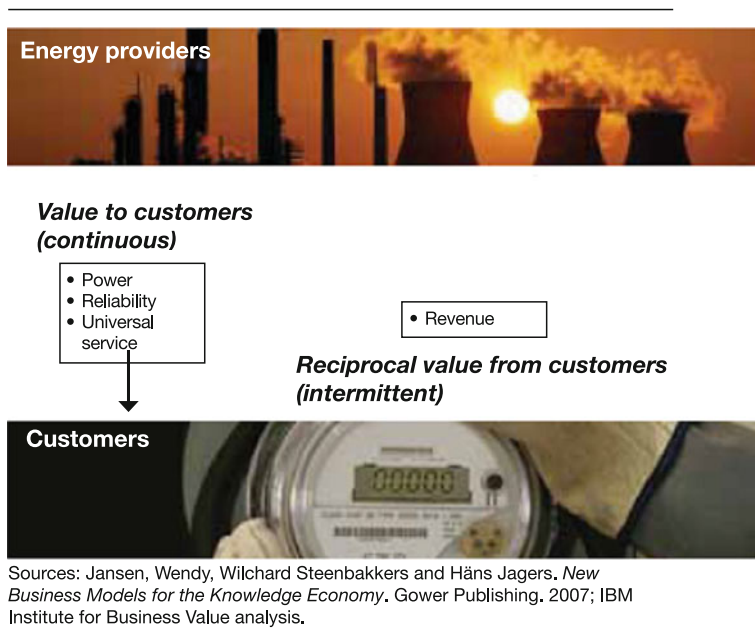 Energy providers
Value to customers
(continuous)
• Power
• Reliability
• Universal
service
• Revenue
Reciprocal value from customers
(intermittent)
Customers
00000
Sources: Jansen, Wendy, Wilchard Steenbakkers and Häns Jagers. New
Business Models for the Knowledge Economy. Gower Publishing. 2007; IBM
Institute for Business Value analysis.